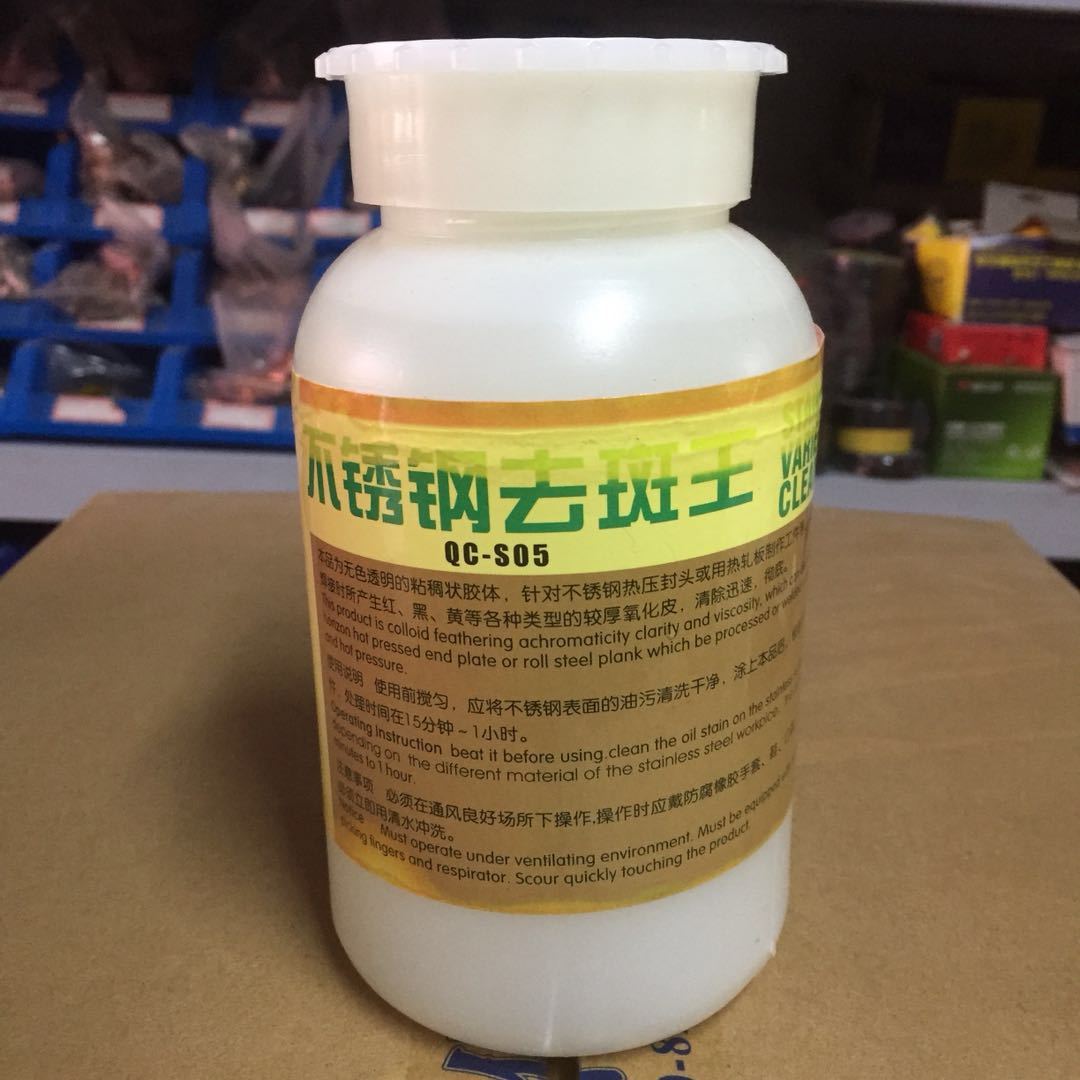 不锈钢去斑王
VARIE
CLEA
QC-S05
本品为无色透明的粘稠状胶体，针对不锈钢热压封头或用热轧板制作工件
焊接时所产生红、黑、黄等各种类型的较厚氧化皮，清除迅速，彻底。
This product is colloid feathering achromaticity clarity and viscosity, which
horizon hot pressed end plate or roll steel plank which be processed or welded
and hot pressure.
使用说明 使用前搅匀，应将不锈钢表面的油污清洗干净，涂上本品后，
件，处理时间在15分钟~1小时。
Operating instruction beat it before using.clean the oil stain on the stainless
depending on the different material of the stainless steel workpice.
minutes to 1 hour.
注意事项 必须在通风良好场所下操作,操作时应戴防腐橡胶手套、
必须立即用清水冲洗。
Notice Must operate under ventilating environment. Must be equipped
fingers and respirator. Scour quickly touching the product.